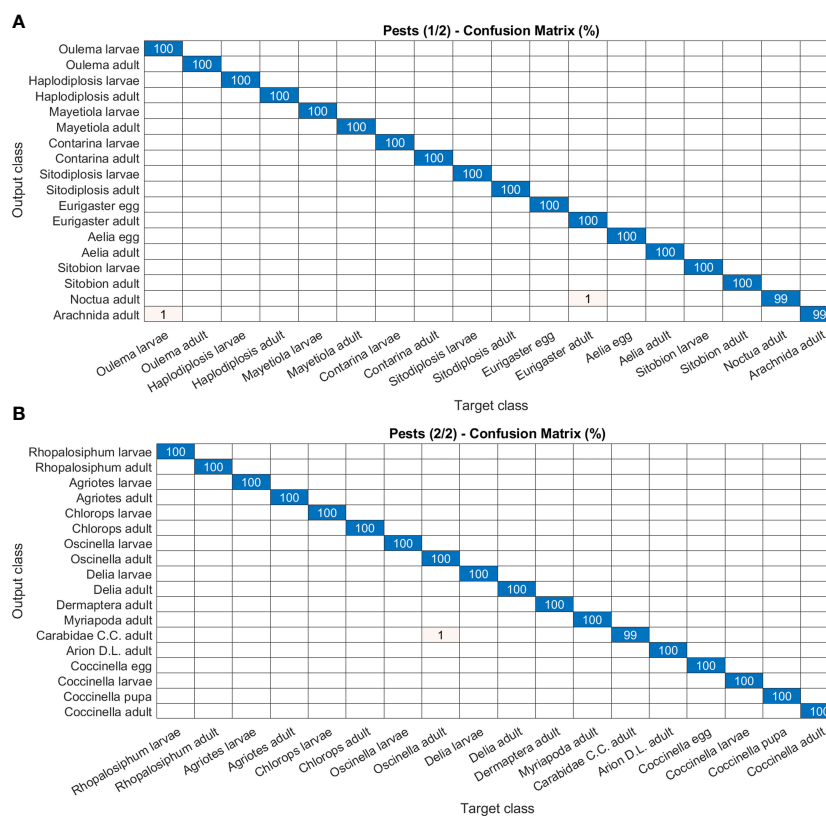 A
Pests (1/2) - Confusion Matrix (%)
Output class
Oulema larvae 100
Oulema adult 100
Haplodiplosis larvae 100
Haplodiplosis adult 100
Mayetiola larvae 100
Mayetiola adult 100
Contarina larvae 100
Contarina adult 100
Sitodiplosis larvae 100
Sitodiplosis adult 100
Eurigaster egg 100
Eurigaster adult 100
Aelia egg 100
Aelia adult 100
Sitobion larvae 100
Sitobion adult 100
Noctua adult 1 99
Arachnida adult 1 99
Oulema larvae
Oulema adult
Haplodiplosis larvae
Haplodiplosis adult
Mayetiola larvae
Mayetiola adult
Contarina larvae
Contarina adult
Sitodiplosis larvae
Sitodiplosis adult
Eurigaster egg
Eurigaster adult
Aelia egg
Aelia adult
Sitobion larvae
Sitobion adult
Noctua adult
Arachnida adult
Target class
B
Pests (2/2) - Confusion Matrix (%)
Output class
Rhopalosiphum larvae 100
Rhopalosiphum adult 100
Agriotes larvae 100
Agriotes adult 100
Chlorops larvae 100
Chlorops adult 100
Oscinella larvae 100
Oscinella adult 100
Delia larvae 100
Delia adult 100
Dermaptera adult 100
Myriapoda adult 100
Carabidae C.C. adult 1 99
Arion D.L. adult 100
Coccinella egg 100
Coccinella larvae 100
Coccinella pupa 100
Coccinella adult 100
Rhopalosiphum larvae
Rhopalosiphum adult
Agriotes larvae
Agriotes adult
Chlorops larvae
Chlorops adult
Oscinella larvae
Oscinella adult
Delia larvae
Delia adult
Dermaptera adult
Myriapoda adult
Carabidae C.C. adult
Arion D.L. adult
Coccinella egg
Coccinella larvae
Coccinella pupa
Coccinella adult
Target class